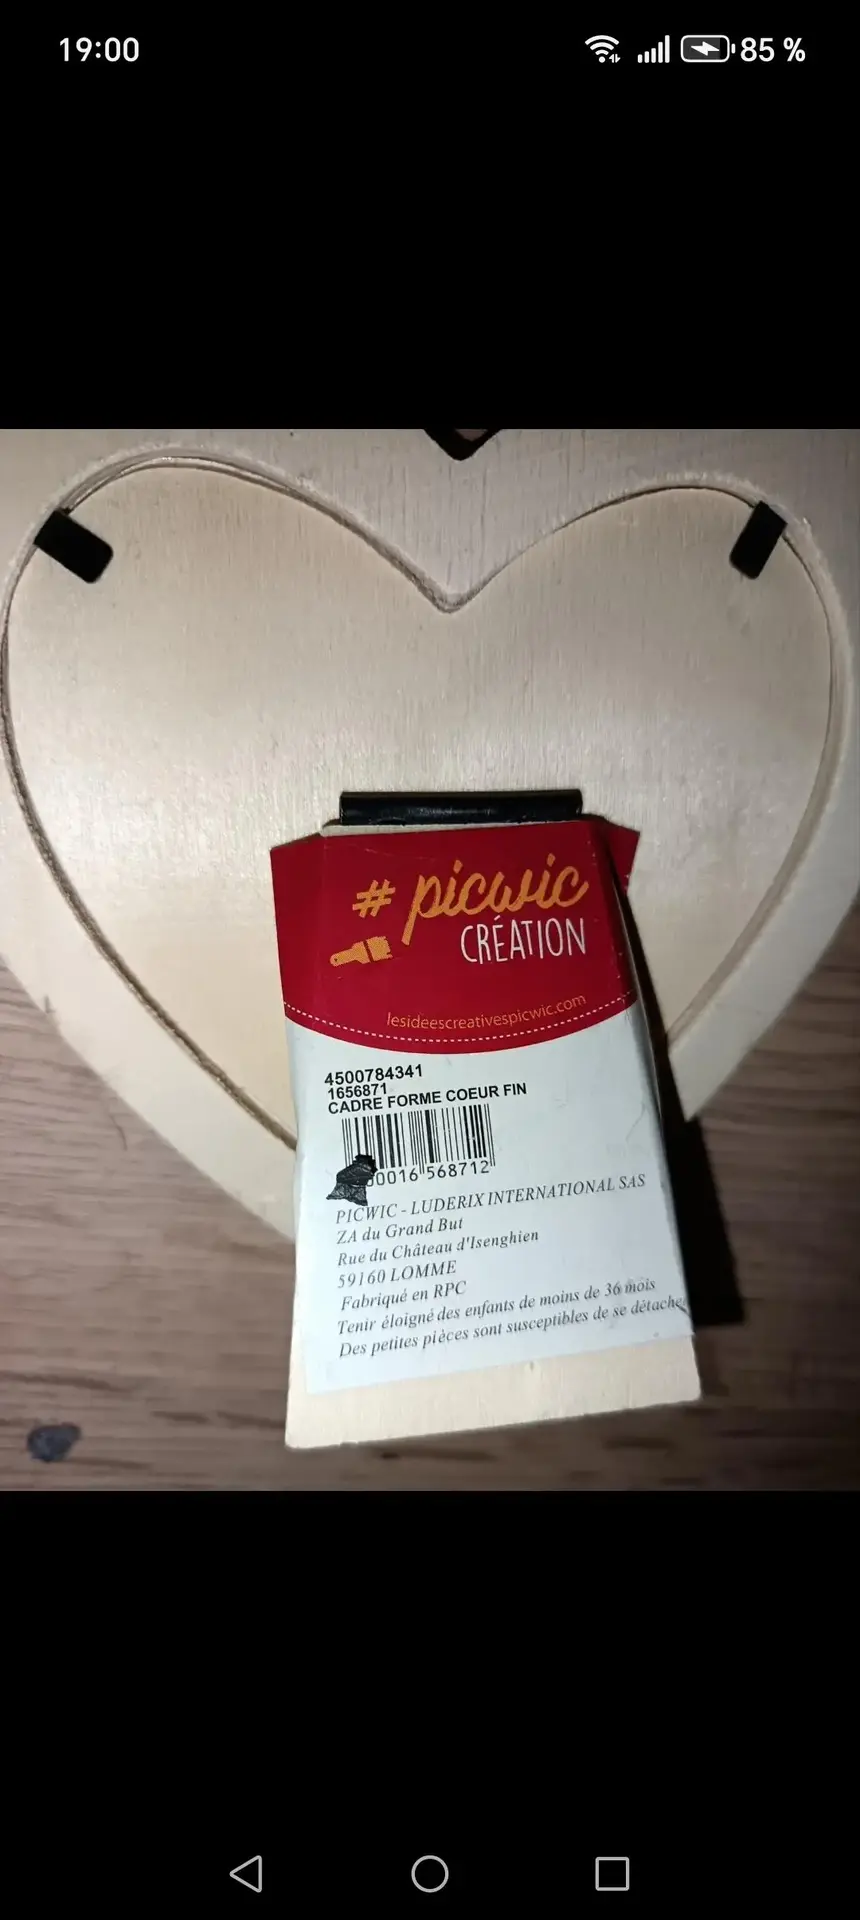 19:00 85 %
# picwic
CRÉATION
lesideescreativespicwic.com
4500784341
1656871
CADRE FORME COEUR FIN
00016 568712
PICWIC - LUDERIX INTERNATIONAL SAS
ZA du Grand But
Rue du Château d'Isenghien
59160 LOMME
Fabriqué en RPC
Tenir éloigné des enfants de moins de 36 mois
Des petites pièces sont susceptibles de se détache